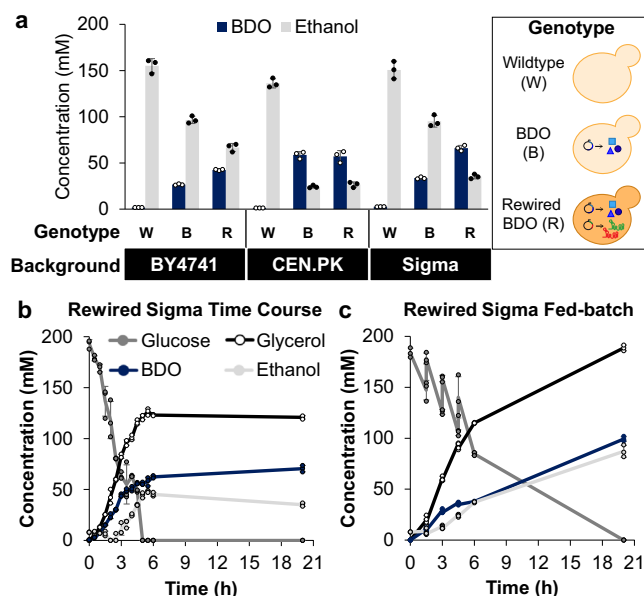 a
BDO Ethanol
Concentration (mM)
200
150
100
50
0
Genotype W B R W B R W B R
Background BY4741 CEN.PK Sigma
Genotype
Wildtype
(W)
BDO
(B)
Rewired
BDO (R)
b Rewired Sigma Time Course
Glucose Glycerol
BDO Ethanol
Concentration (mM)
200
150
100
50
0
0 3 6 9 12 15 18 21
Time (h)
c Rewired Sigma Fed-batch
Concentration (mM)
200
150
100
50
0
0 3 6 9 12 15 18 21
Time (h)